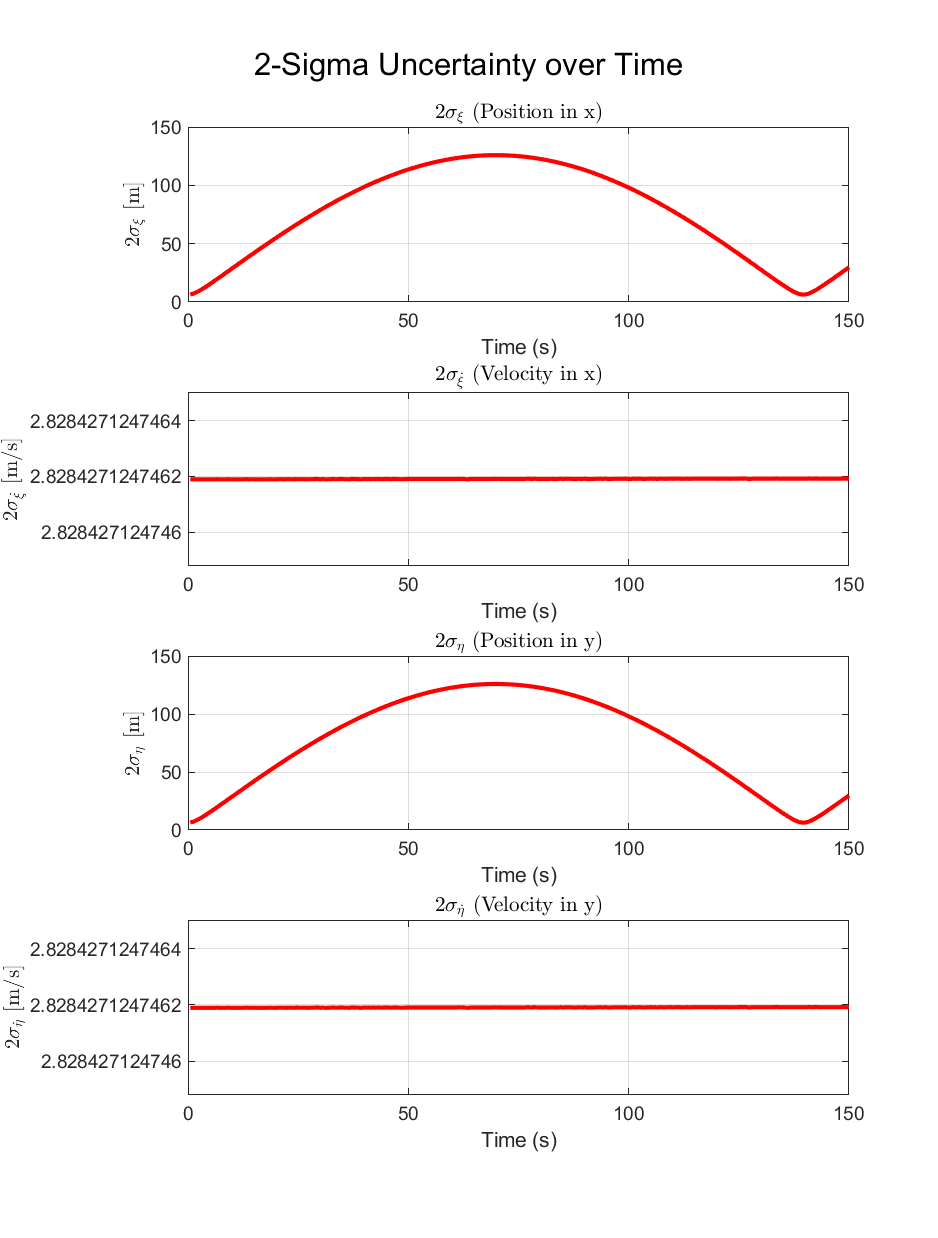 2-Sigma Uncertainty over Time
2σ_ξ (Position in x)
2σ_ξ [m]
150
100
50
0
0 50 100 150
Time (s)
2σ_ξ̇ (Velocity in x)
2σ_ξ̇ [m/s]
2.8284271247464
2.8284271247462
2.828427124746
0 50 100 150
Time (s)
2σ_η (Position in y)
2σ_η [m]
150
100
50
0
0 50 100 150
Time (s)
2σ_η̇ (Velocity in y)
2σ_η̇ [m/s]
2.8284271247464
2.8284271247462
2.828427124746
0 50 100 150
Time (s)